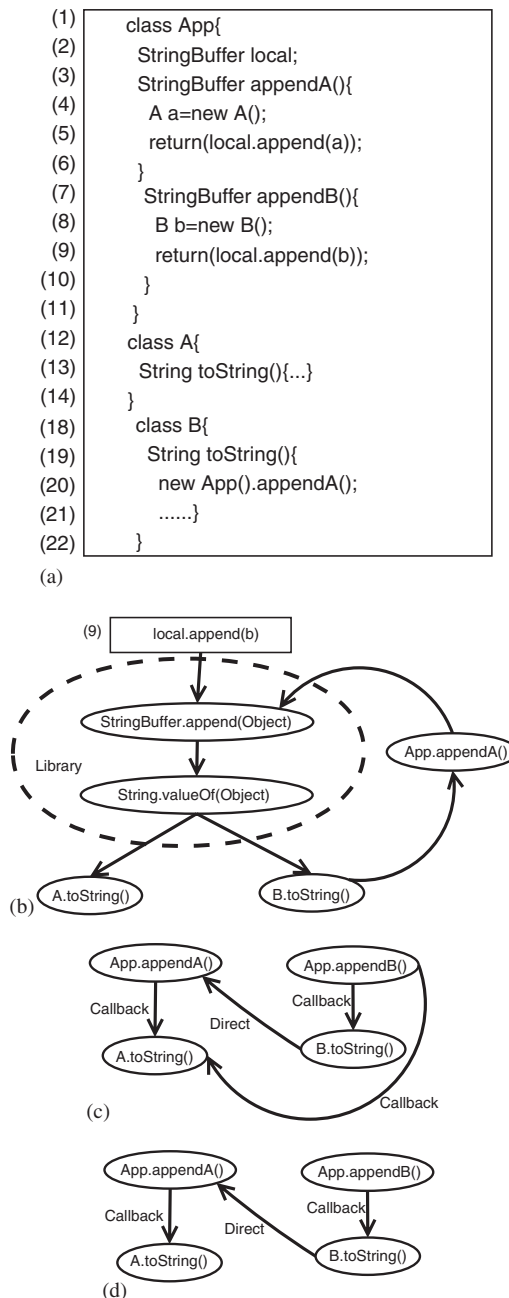 (1) class App{
(2) StringBuffer local;
(3) StringBuffer appendA(){
(4) A a=new A();
(5) return(local.append(a));
(6) }
(7) StringBuffer appendB(){
(8) B b=new B();
(9) return(local.append(b));
(10) }
(11) }
(12) class A{
(13) String toString(){...}
(14) }
(18) class B{
(19) String toString(){
(20) new App().appendA();
(21) ......}
(22) }
(a)
(9) local.append(b)
StringBuffer.append(Object)
App.appendA()
Library
String.valueOf(Object)
A.toString()
B.toString()
(b)
App.appendA()
App.appendB()
Callback
Callback
Direct
A.toString()
B.toString()
Callback
(c)
App.appendA()
App.appendB()
Callback
Callback
Direct
A.toString()
B.toString()
(d)